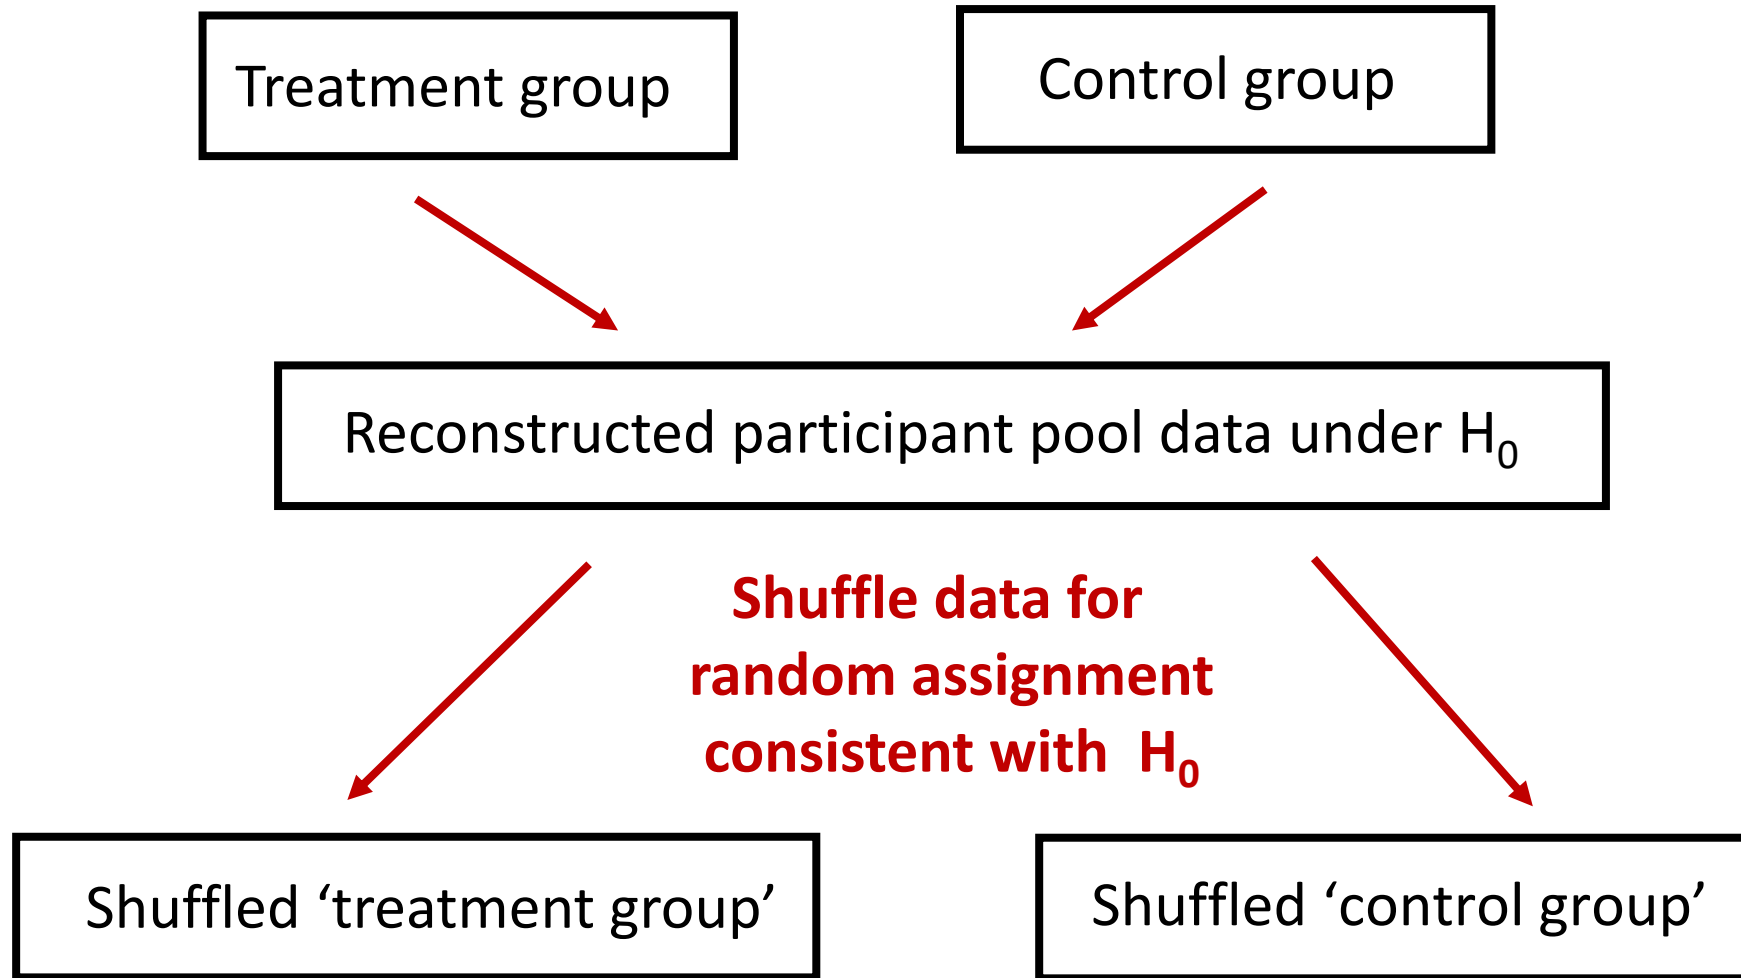 Treatment group
Control group
Reconstructed participant pool data under H₀
Shuffle data for
random assignment
consistent with H₀
Shuffled ‘treatment group’
Shuffled ‘control group’